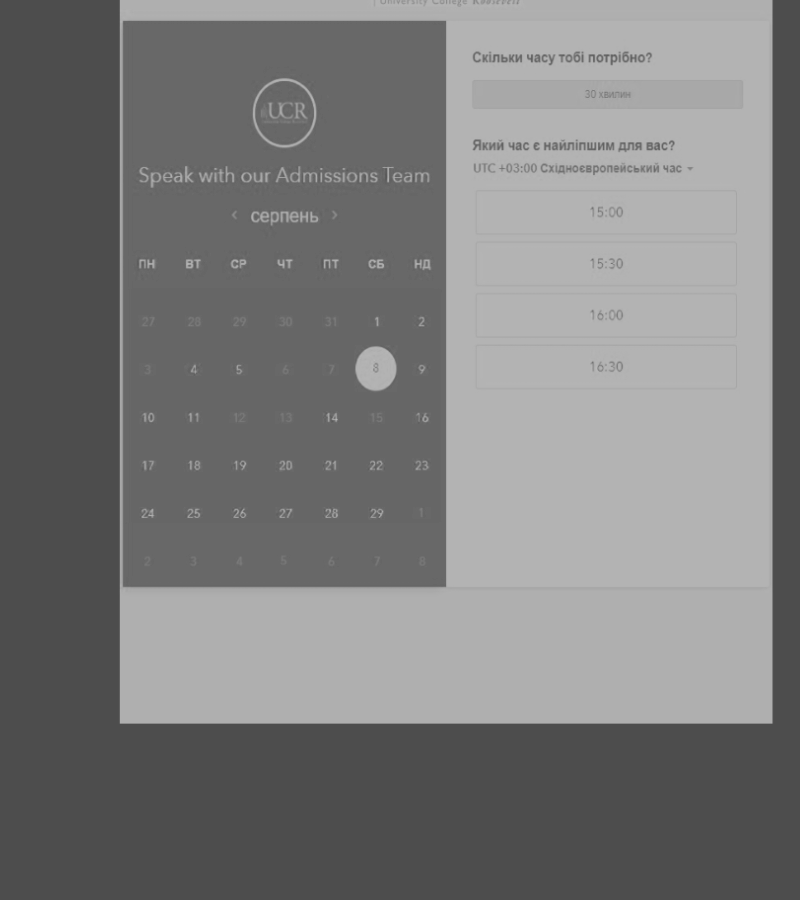 University College Roosevelt
UCR
Speak with our Admissions Team
‹ серпень ›
ПН ВТ СР ЧТ ПТ СБ НД
27 28 29 30 31 1 2
3 4 5 6 7 8 9
10 11 12 13 14 15 16
17 18 19 20 21 22 23
24 25 26 27 28 29 1
2 3 4 5 6 7 8
Скільки часу тобі потрібно?
30 хвилин
Який час є найліпшим для вас?
UTC +03:00 Східноєвропейський час
15:00
15:30
16:00
16:30